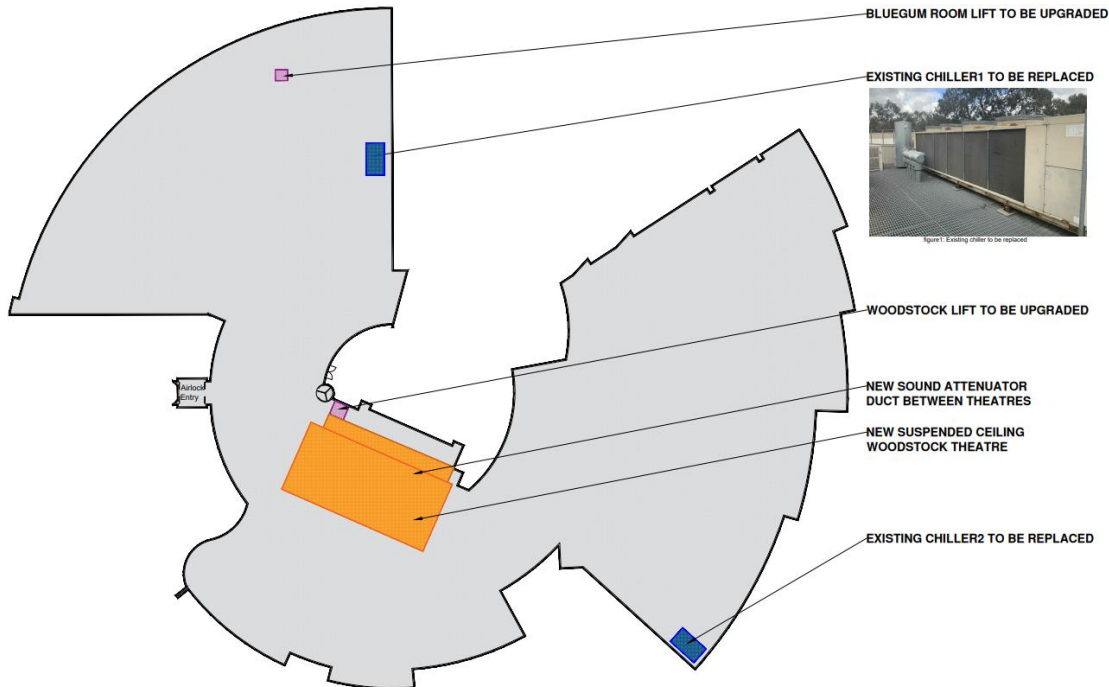 BLUEGUM ROOM LIFT TO BE UPGRADED
EXISTING CHILLER1 TO BE REPLACED
figure1: Existing chiller to be replaced
Airlock
Entry
WOODSTOCK LIFT TO BE UPGRADED
NEW SOUND ATTENUATOR
DUCT BETWEEN THEATRES
NEW SUSPENDED CEILING
WOODSTOCK THEATRE
EXISTING CHILLER2 TO BE REPLACED